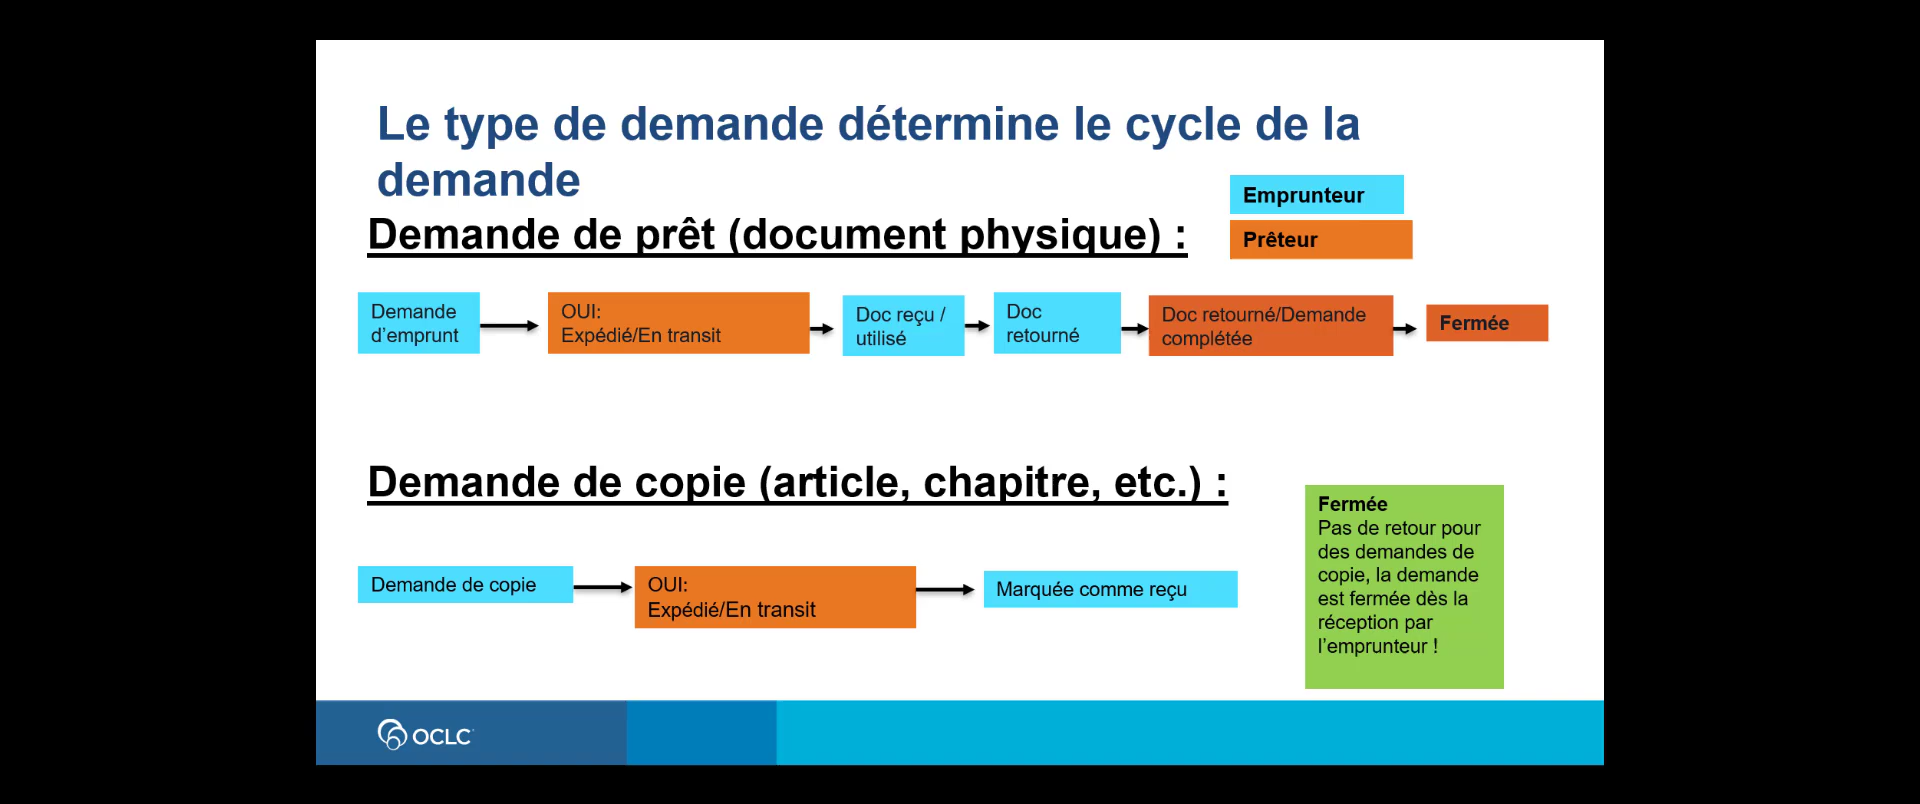 Le type de demande détermine le cycle de la
demande
Emprunteur
Prêteur
Demande de prêt (document physique) :
Demande
d’emprunt
OUI:
Expédié/En transit
Doc reçu /
utilisé
Doc
retourné
Doc retourné/Demande
complétée
Fermée
Demande de copie (article, chapitre, etc.) :
Demande de copie
OUI:
Expédié/En transit
Marquée comme reçu
Fermée
Pas de retour pour
des demandes de
copie, la demande
est fermée dès la
réception par
l’emprunteur !
OCLC